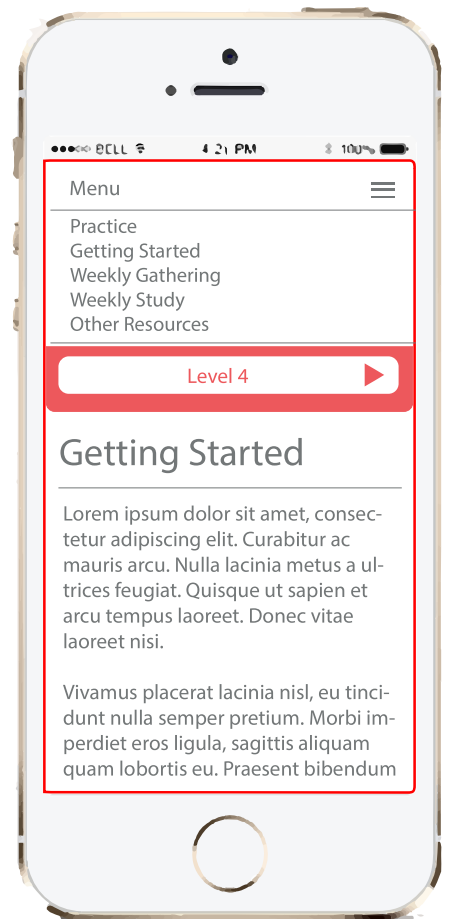 BELL 4 21 PM 100%
Menu
Practice
Getting Started
Weekly Gathering
Weekly Study
Other Resources
Level 4
Getting Started
Lorem ipsum dolor sit amet, consec-
tetur adipiscing elit. Curabitur ac
mauris arcu. Nulla lacinia metus a ul-
trices feugiat. Quisque ut sapien et
arcu tempus laoreet. Donec vitae
laoreet nisi.
Vivamus placerat lacinia nisl, eu tinci-
dunt nulla semper pretium. Morbi im-
perdiet eros ligula, sagittis aliquam
quam lobortis eu. Praesent bibendum